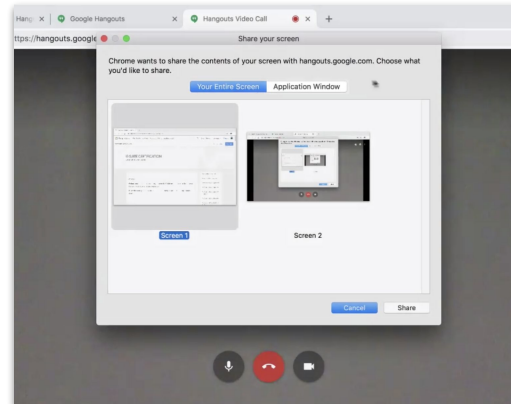 Hang
Google Hangouts
Hangouts Video Call
ttps://hangouts.google
Share your screen
Chrome wants to share the contents of your screen with hangouts.google.com. Choose what
you'd like to share.
Your Entire Screen
Application Window
Screen 1
Screen 2
Cancel
Share